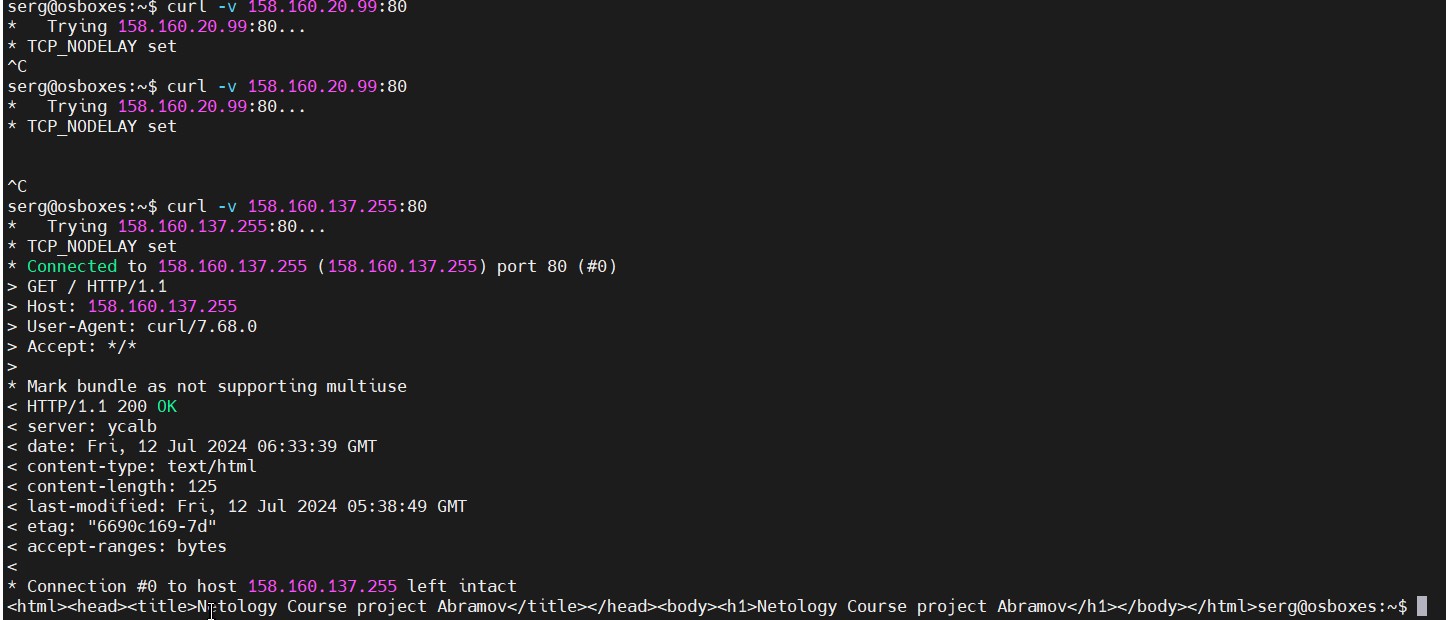 serg@osboxes:~$ curl -v 158.160.20.99:80
*   Trying 158.160.20.99:80...
* TCP_NODELAY set
^C
serg@osboxes:~$ curl -v 158.160.20.99:80
*   Trying 158.160.20.99:80...
* TCP_NODELAY set
^C
serg@osboxes:~$ curl -v 158.160.137.255:80
*   Trying 158.160.137.255:80...
* TCP_NODELAY set
* Connected to 158.160.137.255 (158.160.137.255) port 80 (#0)
> GET / HTTP/1.1
> Host: 158.160.137.255
> User-Agent: curl/7.68.0
> Accept: */*
>
* Mark bundle as not supporting multiuse
< HTTP/1.1 200 OK
< server: ycalb
< date: Fri, 12 Jul 2024 06:33:39 GMT
< content-type: text/html
< content-length: 125
< last-modified: Fri, 12 Jul 2024 05:38:49 GMT
< etag: "6690c169-7d"
< accept-ranges: bytes
<
* Connection #0 to host 158.160.137.255 left intact
<html><head><title>Netology Course project Abramov</title></head><body><h1>Netology Course project Abramov</h1></body></html>serg@osboxes:~$